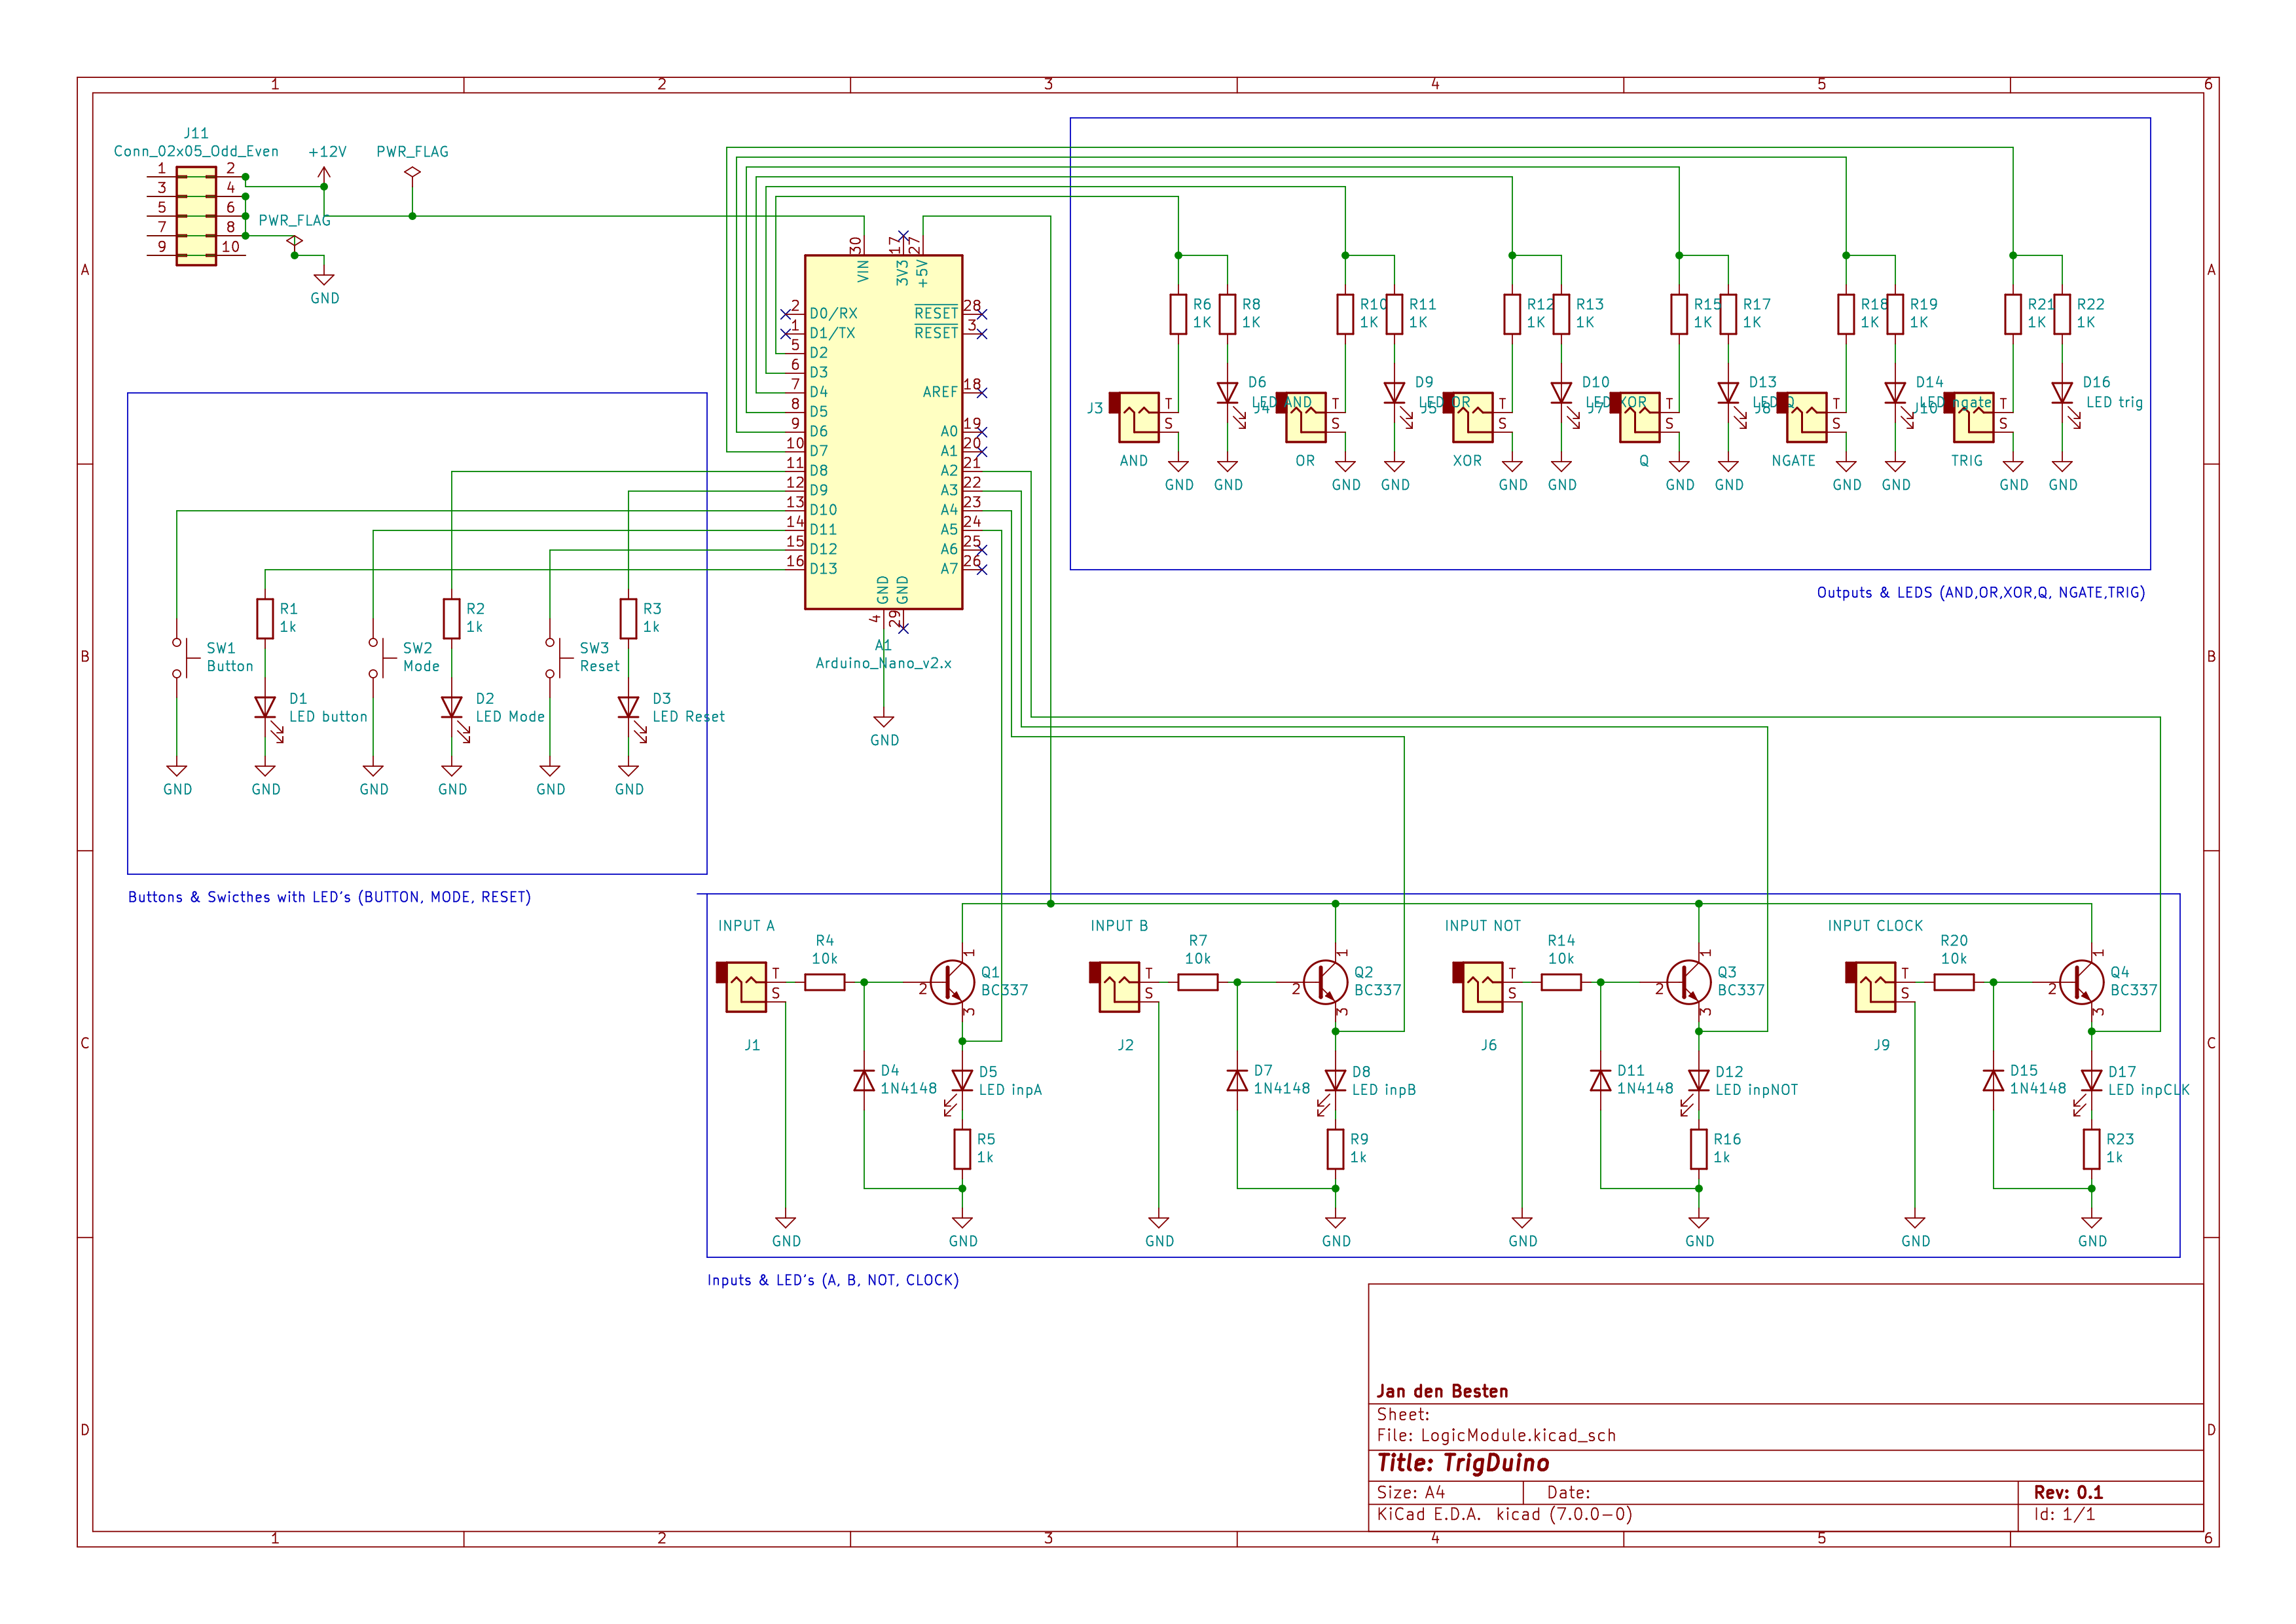 1 2 3 4 5 6
J11
Conn_02x05_Odd_Even
+12V
PWR_FLAG
1 2
3 4
5 6
7 8
9 10
PWR_FLAG
GND
A
A
30 17 27
VIN 3V3 +5V
2 D0/RX
1 D1/TX
5 D2
6 D3
7 D4
8 D5
9 D6
10 D7
11 D8
12 D9
13 D10
14 D11
15 D12
16 D13
RESET 28
RESET 3
AREF 18
A0 19
A1 20
A2 21
A3 22
A4 23
A5 24
A6 25
A7 26
GND GND
4 29
A1
Arduino_Nano_v2.x
GND
R6 R8 R10 R11 R12 R13 R15 R17 R18 R19 R21 R22
1K 1K 1K 1K 1K 1K 1K 1K 1K 1K 1K 1K
D6 D9 D10 D13 D14 D16
LED AND LED OR LED XOR LED Q LED ngate LED trig
J3 J4 J5 J7 J8 J10
T T T T T T
S S S S S S
AND OR XOR Q NGATE TRIG
GND GND GND GND GND GND GND GND GND GND GND GND
Outputs & LEDS (AND,OR,XOR,Q, NGATE,TRIG)
B
B
R1 R2 R3
1k 1k 1k
SW1 SW2 SW3
Button Mode Reset
D1 D2 D3
LED button LED Mode LED Reset
GND GND GND GND GND GND
Buttons & Swicthes with LED's (BUTTON, MODE, RESET)
C
C
INPUT A INPUT B INPUT NOT INPUT CLOCK
R4 R7 R14 R20
10k 10k 10k 10k
T T T T
S S S S
1 1 1 1
2 2 2 2
3 3 3 3
Q1 Q2 Q3 Q4
BC337 BC337 BC337 BC337
J1 J2 J6 J9
D4 D5 D7 D8 D11 D12 D15 D17
1N4148 LED inpA 1N4148 LED inpB 1N4148 LED inpNOT 1N4148 LED inpCLK
R5 R9 R16 R23
1k 1k 1k 1k
GND GND GND GND GND GND GND GND
Inputs & LED's (A, B, NOT, CLOCK)
D
D
Jan den Besten
Sheet:
File: LogicModule.kicad_sch
Title: TrigDuino
Size: A4 Date: Rev: 0.1
KiCad E.D.A. kicad (7.0.0-0) Id: 1/1
1 2 3 4 5 6